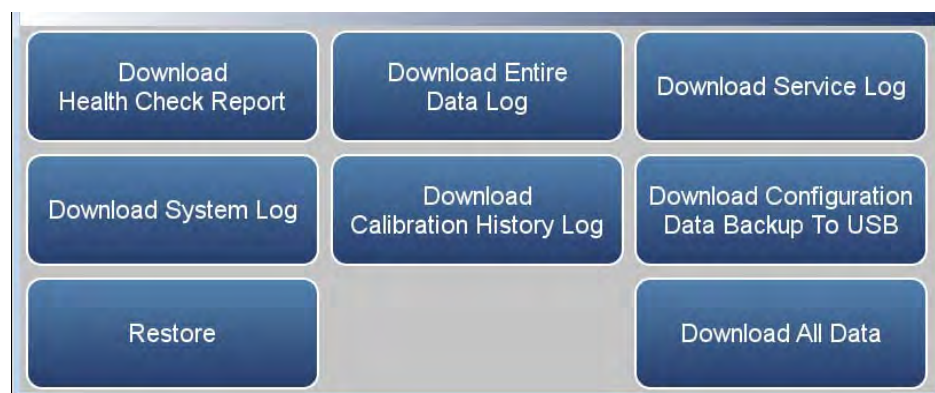 Download
Health Check Report
Download Entire
Data Log
Download Service Log
Download System Log
Download
Calibration History Log
Download Configuration
Data Backup To USB
Restore
Download All Data